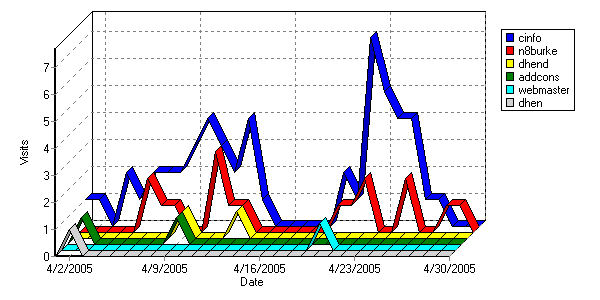 Visits
7
6
5
4
3
2
1
0
4/2/2005 4/9/2005 4/16/2005 4/23/2005 4/30/2005
Date
cinfo
n8burke
dhend
addcons
webmaster
dhen